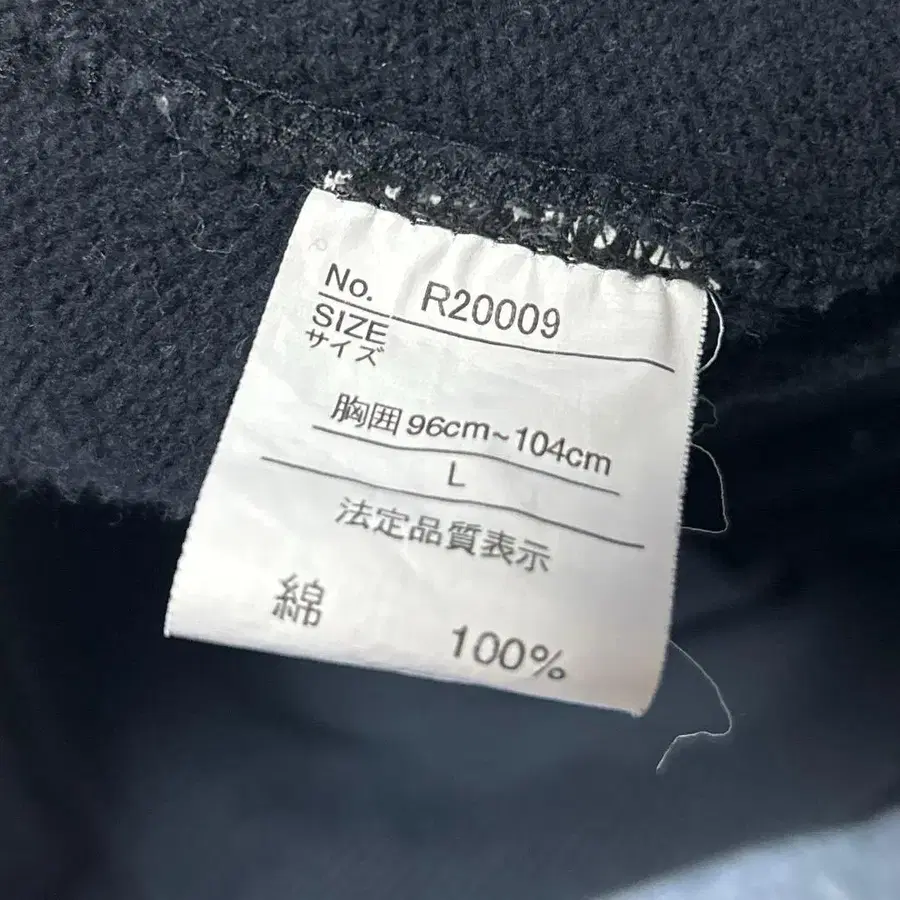 No. R20009
SIZE
サイズ
胸囲 96cm~104cm
L
法定品質表示
綿 100%